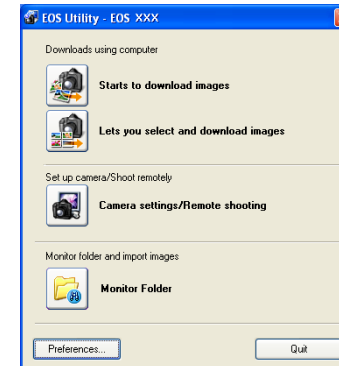 EOS Utility - EOS XXX
Downloads using computer
Starts to download images
Lets you select and download images
Set up camera/Shoot remotely
Camera settings/Remote shooting
Monitor folder and import images
Monitor Folder
Preferences... Quit